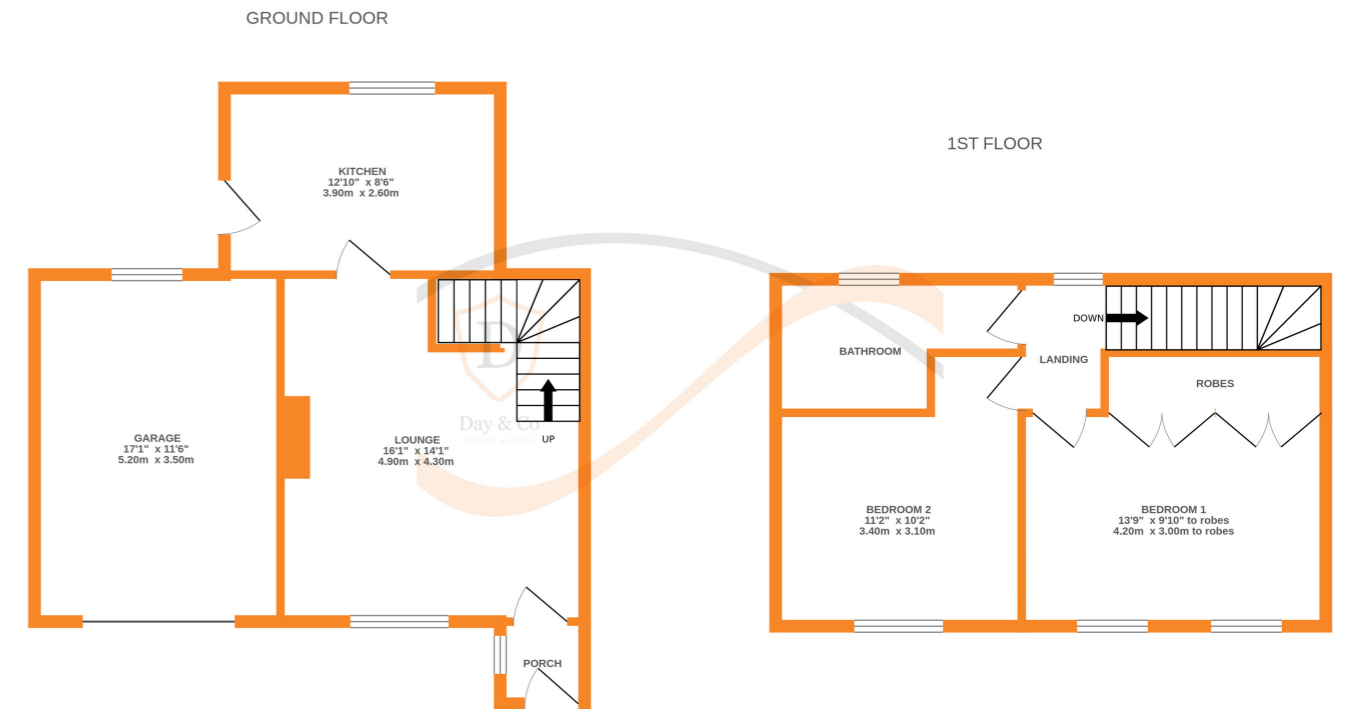 GROUND FLOOR
KITCHEN
12'10" x 8'6"
3.90m x 2.60m
GARAGE
17'1" x 11'6"
5.20m x 3.50m
LOUNGE
16'1" x 14'1"
4.90m x 4.30m
UP
PORCH
D
Day & Co
ESTATE AGENTS
1ST FLOOR
DOWN
BATHROOM
LANDING
ROBES
BEDROOM 2
11'2" x 10'2"
3.40m x 3.10m
BEDROOM 1
13'9" x 9'10" to robes
4.20m x 3.00m to robes